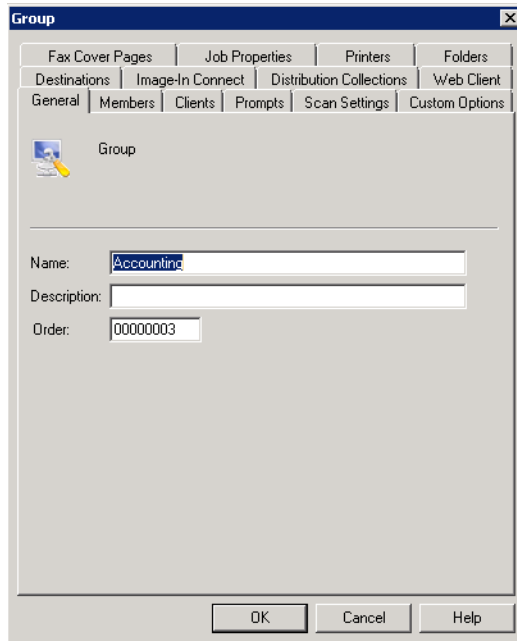 Group
Fax Cover Pages Job Properties Printers Folders
Destinations Image-In Connect Distribution Collections Web Client
General Members Clients Prompts Scan Settings Custom Options
Group
Name: Accounting
Description:
Order: 00000003
OK Cancel Help